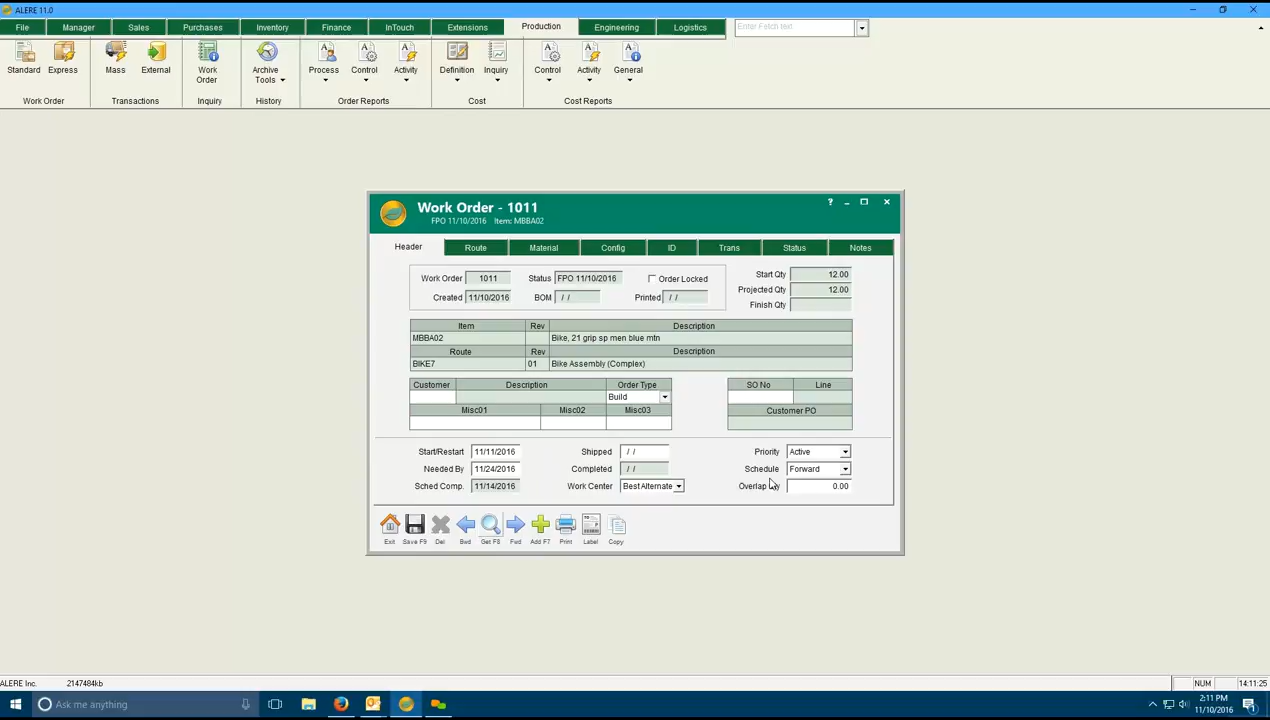 ALERE 11.0
File Manager Sales Purchases Inventory Finance InTouch Extensions Production Engineering Logistics Enter Fetch text
Standard Express Mass External Work Order Archive Tools Process Control Activity Definition Inquiry Control Activity General
Work Order Transactions Inquiry History Order Reports Cost Cost Reports
Work Order - 1011
FPO 11/10/2016 Item: MBBA02
? 
Header Route Material Config ID Trans Status Notes
Work Order 1011 Status FPO 11/10/2016 Order Locked Start Qty 12.00
Created 11/10/2016 BOM / / Printed / / Projected Qty 12.00
Finish Qty
Item Rev Description
MBBA02 Bike, 21 grip sp men blue mtn
Route Rev Description
BIKE7 01 Bike Assembly (Complex)
Customer Description Order Type SO No Line
Build
Misc01 Misc02 Misc03 Customer PO
Start/Restart 11/11/2016 Shipped / / Priority Active
Needed By 11/24/2016 Completed / / Schedule Forward
Sched Comp. 11/14/2016 Work Center Best Alternate Overlap 0.00
Exit Save F9 Del Bwd Get F8 Fwd Add F7 Print Label Copy
ALERE Inc. 2147484kb NUM 14:11:25
Ask me anything 2:11 PM
11/10/2016